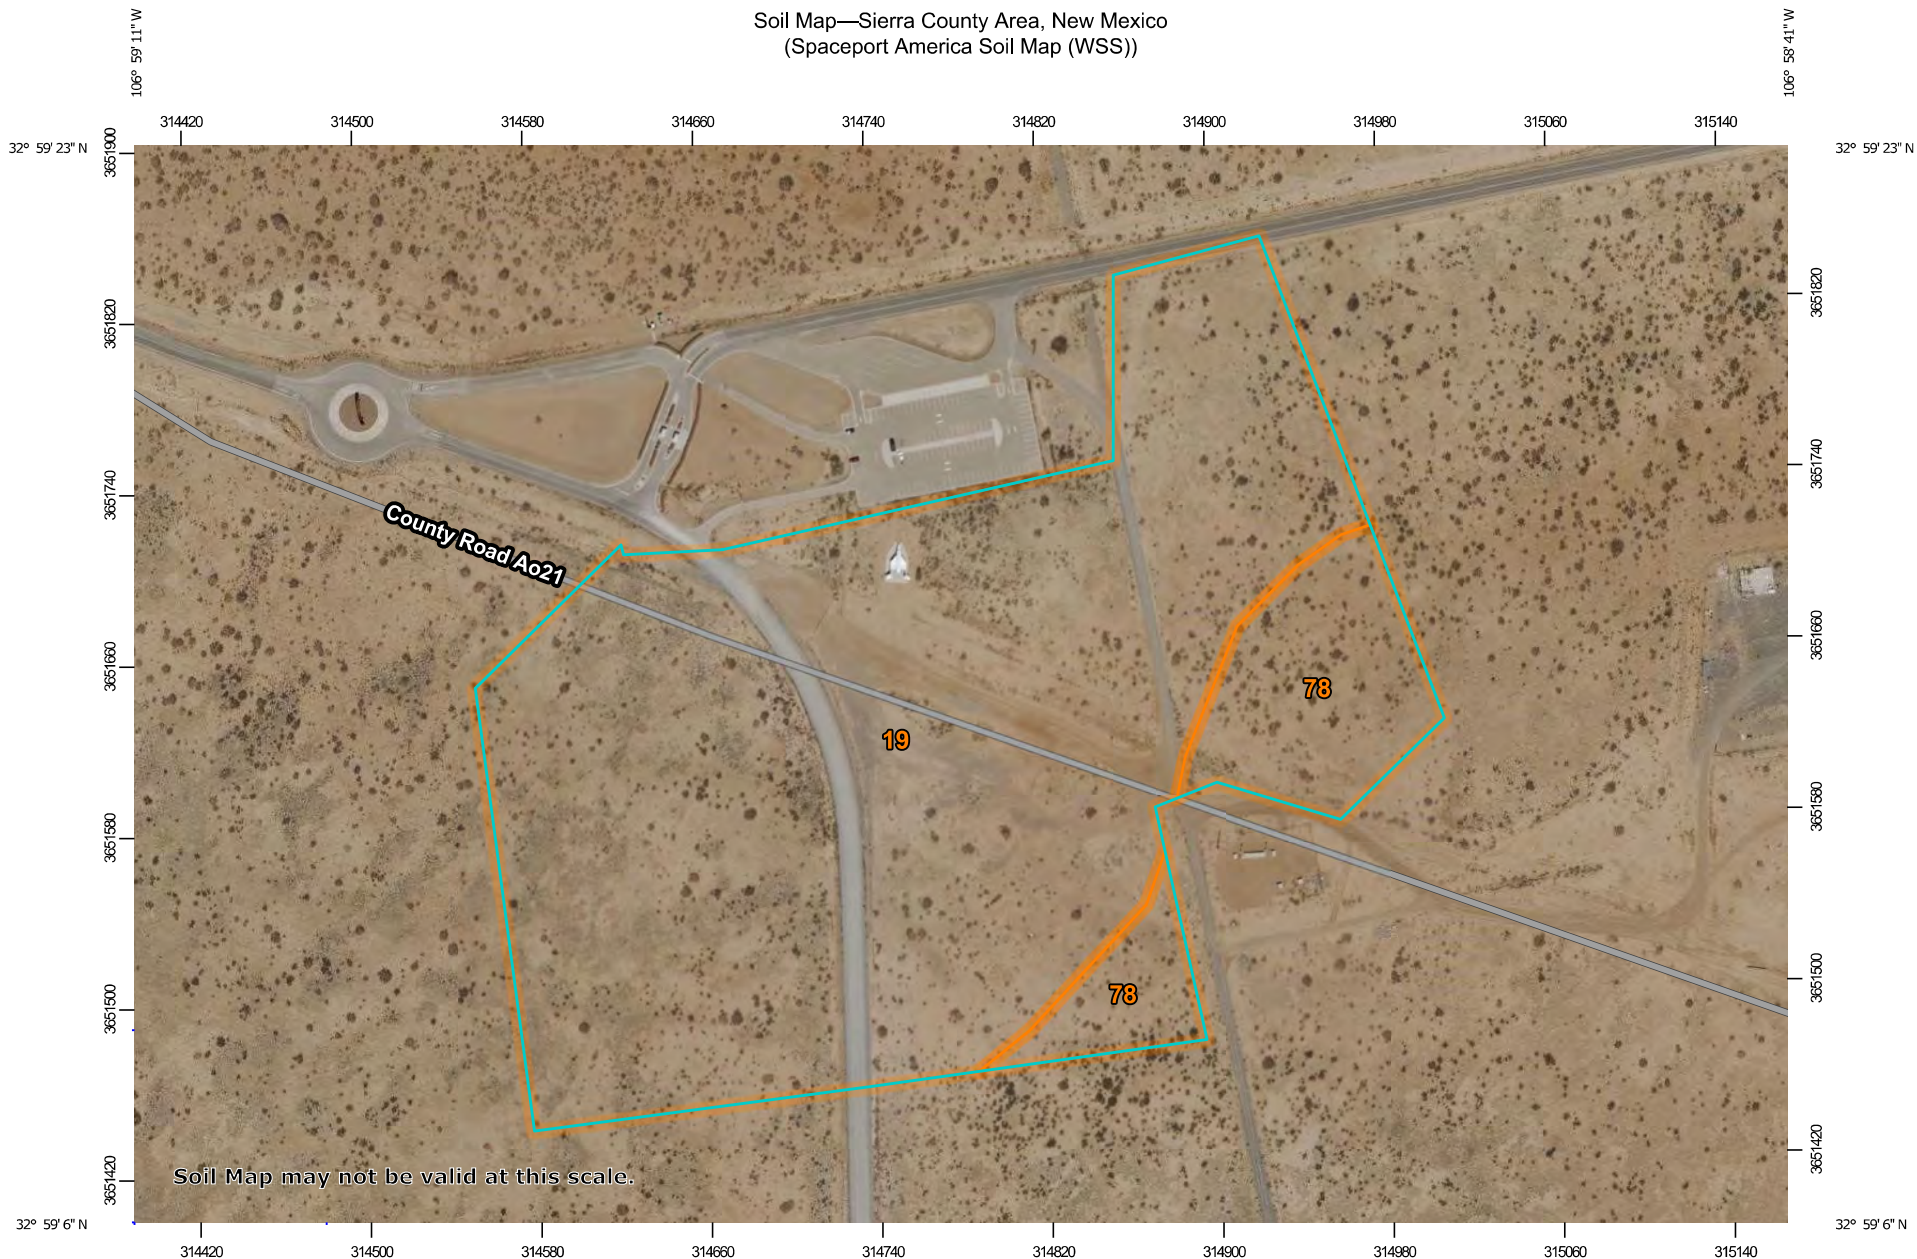 Soil Map—Sierra County Area, New Mexico
(Spaceport America Soil Map (WSS))
106° 59' 11" W
106° 58' 41" W
314420 314500 314580 314660 314740 314820 314900 314980 315060 315140
32° 59' 23" N
32° 59' 23" N
3651900
3651820
3651820
3651740
3651740
County Road Ao21
3651660
3651660
78
19
3651580
3651580
3651500
78
3651500
3651420
Soil Map may not be valid at this scale.
3651420
32° 59' 6" N
32° 59' 6" N
314420 314500 314580 314660 314740 314820 314900 314980 315060 315140